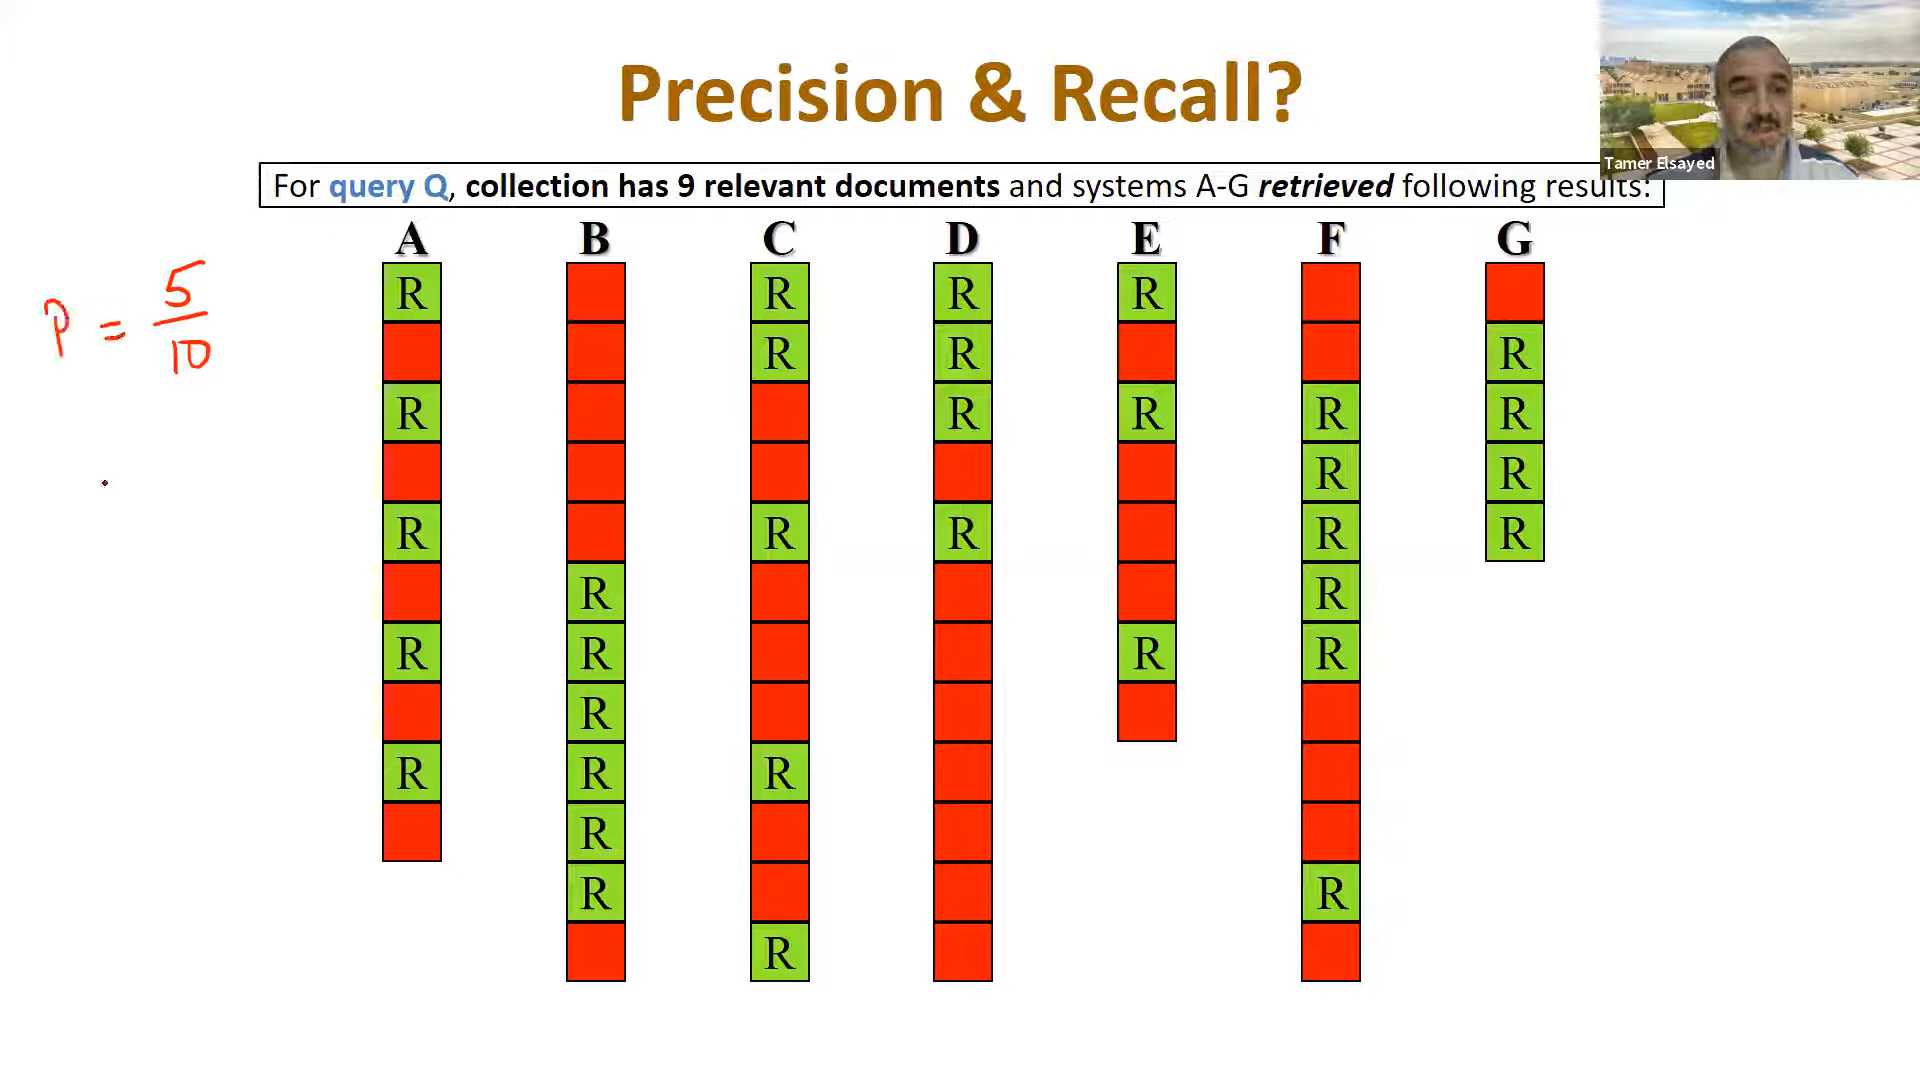 Precision & Recall?
Tamer Elsayed
For query Q, collection has 9 relevant documents and systems A-G retrieved following results:
A B C D E F G
R R R R
R R R
R R R R R
R R
R R R R R
R R
R R R R
R
R R R
R
R R
R
P = 5/10